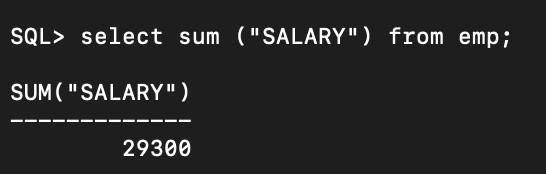 SQL> select sum ("SALARY") from emp;
SUM("SALARY")
-------------
29300